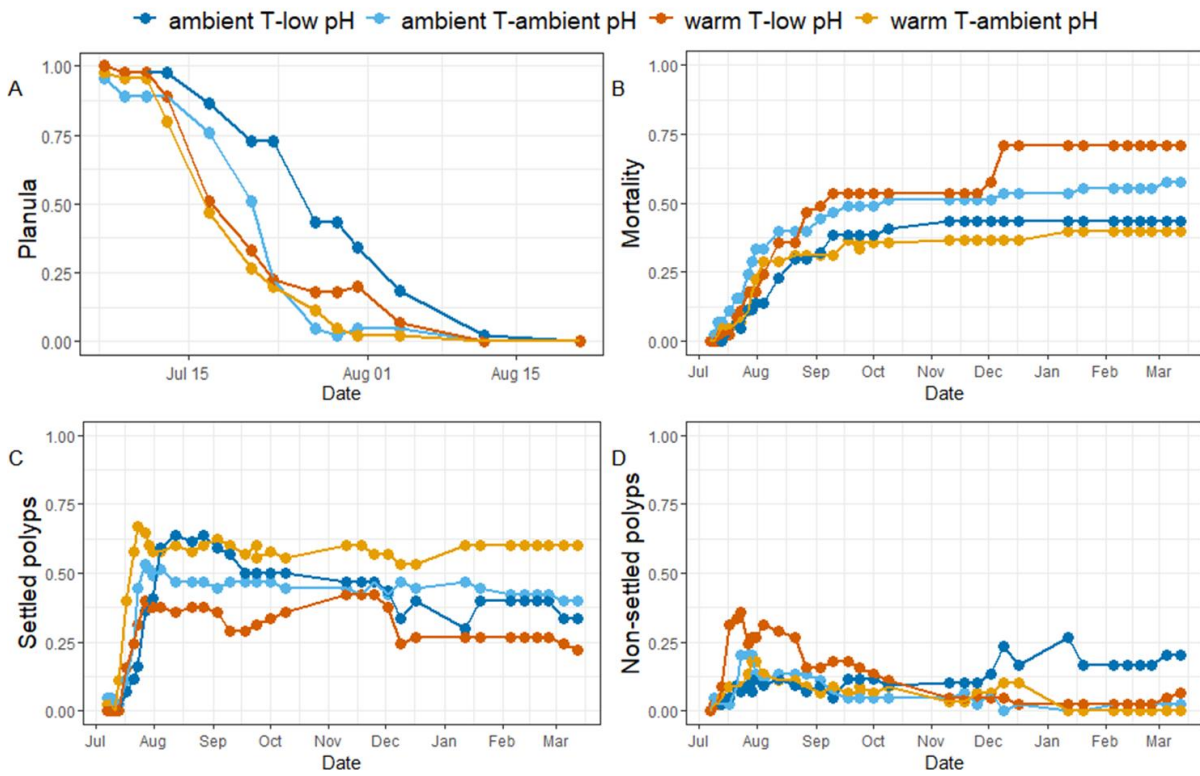 ambient T-low pH ambient T-ambient pH warm T-low pH warm T-ambient pH
A
Planula
1.00
0.75
0.50
0.25
0.00
Jul 15 Aug 01 Aug 15
Date
B
Mortality
1.00
0.75
0.50
0.25
0.00
Jul Aug Sep Oct Nov Dec Jan Feb Mar
Date
C
Settled polyps
1.00
0.75
0.50
0.25
0.00
Jul Aug Sep Oct Nov Dec Jan Feb Mar
Date
D
Non-settled polyps
1.00
0.75
0.50
0.25
0.00
Jul Aug Sep Oct Nov Dec Jan Feb Mar
Date